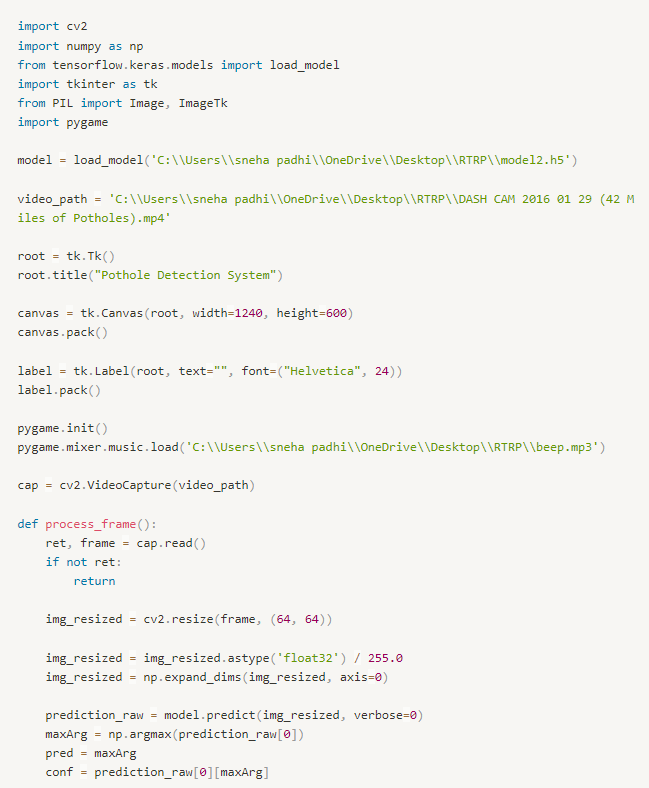 import cv2
import numpy as np
from tensorflow.keras.models import load_model
import tkinter as tk
from PIL import Image, ImageTk
import pygame

model = load_model('C:\\Users\\sneha padhi\\OneDrive\\Desktop\\RTRP\\model2.h5')

video_path = 'C:\\Users\\sneha padhi\\OneDrive\\Desktop\\RTRP\\DASH CAM 2016 01 29 (42 M
iles of Potholes).mp4'

root = tk.Tk()
root.title("Pothole Detection System")

canvas = tk.Canvas(root, width=1240, height=600)
canvas.pack()

label = tk.Label(root, text="", font=("Helvetica", 24))
label.pack()

pygame.init()
pygame.mixer.music.load('C:\\Users\\sneha padhi\\OneDrive\\Desktop\\RTRP\\beep.mp3')

cap = cv2.VideoCapture(video_path)

def process_frame():
    ret, frame = cap.read()
    if not ret:
        return

    img_resized = cv2.resize(frame, (64, 64))

    img_resized = img_resized.astype('float32') / 255.0
    img_resized = np.expand_dims(img_resized, axis=0)

    prediction_raw = model.predict(img_resized, verbose=0)
    maxArg = np.argmax(prediction_raw[0])
    pred = maxArg
    conf = prediction_raw[0][maxArg]